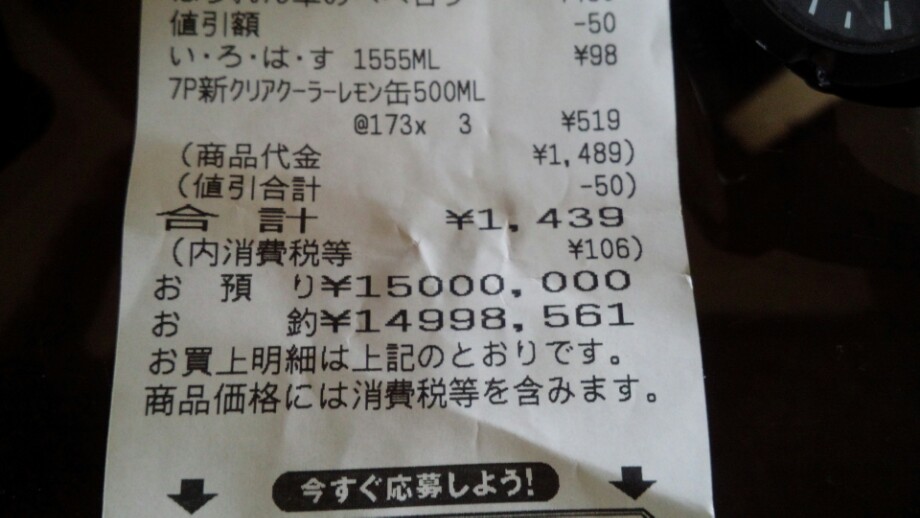 値引額 -50
い・ろ・は・す 1555ML ¥98
7P新クリアクーラーレモン缶500ML
@173x 3 ¥519
(商品代金 ¥1,489)
(値引合計 -50)
合計 ¥1,439
(内消費税等 ¥106)
お預り¥15000,000
お釣¥14998,561
お買上明細は上記のとおりです。
商品価格には消費税等を含みます。
今すぐ応募しよう!